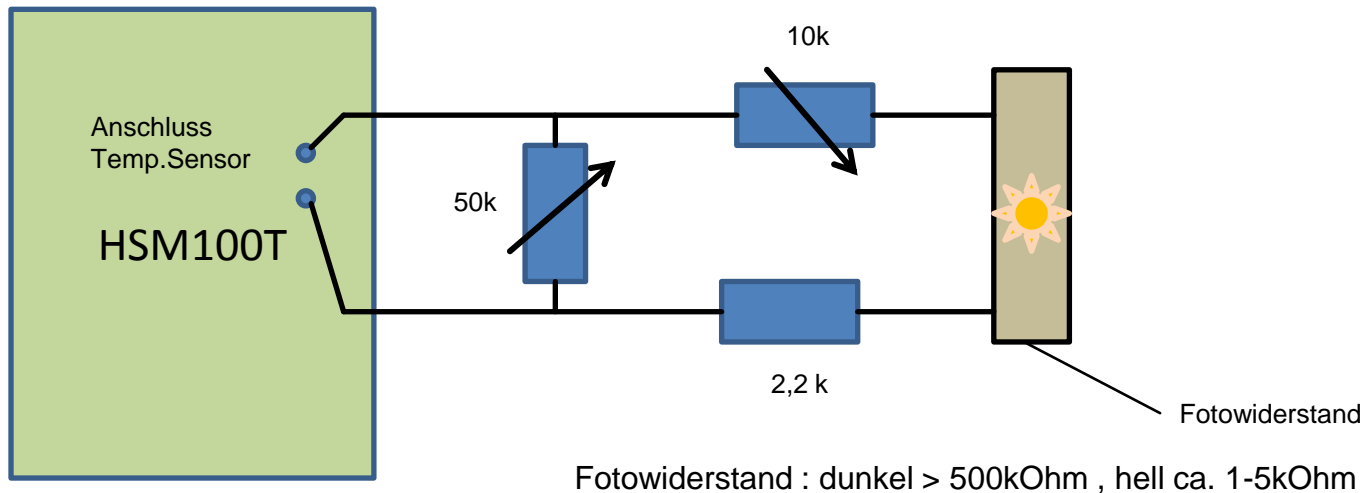 10k
Anschluss
Temp.Sensor
50k
HSM100T
2,2 k
Fotowiderstand
Fotowiderstand : dunkel > 500kOhm , hell ca. 1-5kOhm